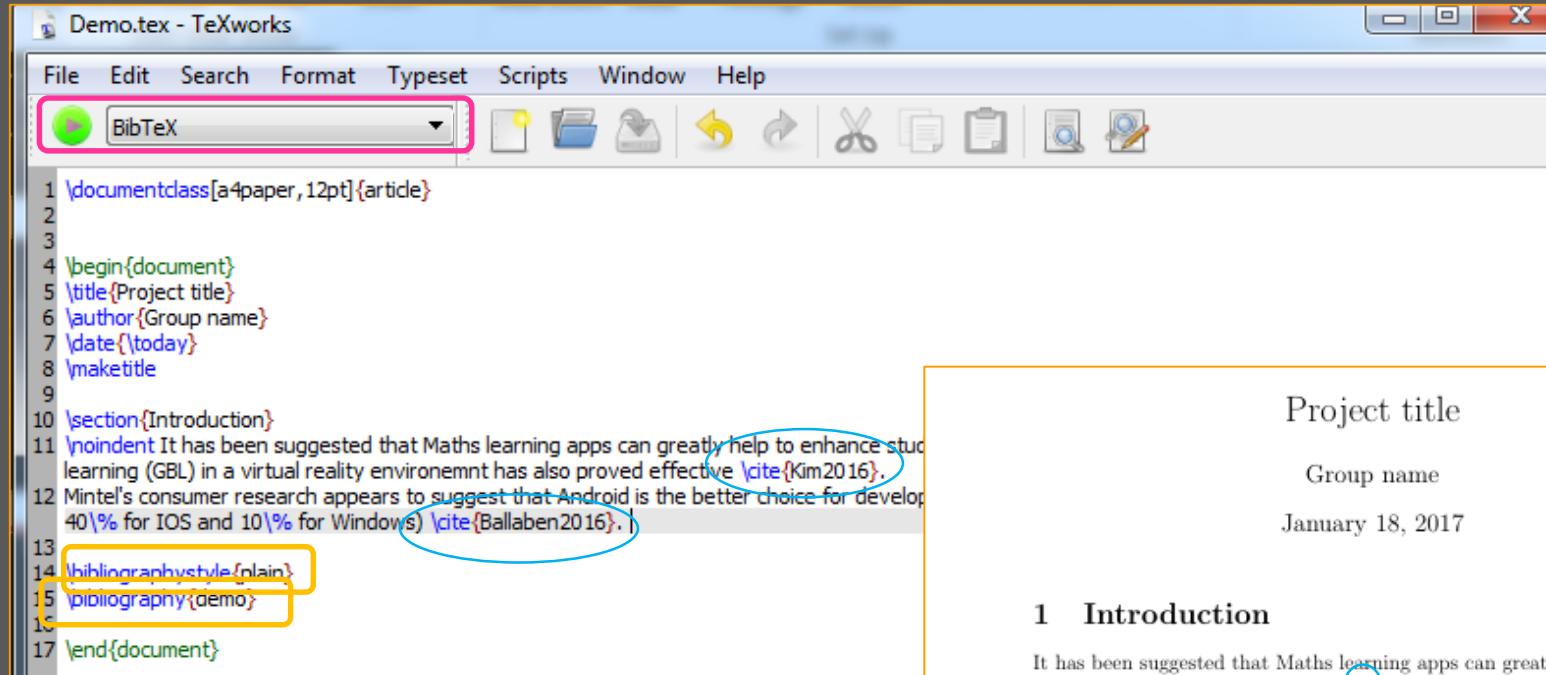 Demo.tex - TeXworks
File Edit Search Format Typeset Scripts Window Help
BibTeX
1 \documentclass[a4paper,12pt]{article}
2
3
4 \begin{document}
5 \title{Project title}
6 \author{Group name}
7 \date{\today}
8 \maketitle
9
10 \section{Introduction}
11 \noindent It has been suggested that Maths learning apps can greatly help to enhance stud
learning (GBL) in a virtual reality environemnt has also proved effective \cite{Kim2016}.
12 Mintel's consumer research appears to suggest that Android is the better choice for develop
40\% for IOS and 10\% for Windows) \cite{Ballaben2016}.
13
14 \bibliographystyle{plain}
15 \bibliography{demo}
16
17 \end{document}
Project title
Group name
January 18, 2017
1 Introduction
It has been suggested that Maths learning apps can great